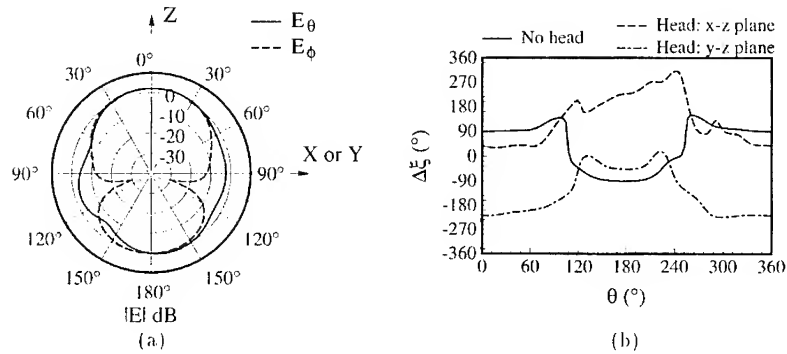 Z
E_θ
E_ϕ
0°
30° 30°
60° 60°
90° 90°
120° 120°
150° 150°
180°
0
-10
-20
-30
X or Y
|E| dB
(a)
No head
Head: x-z plane
Head: y-z plane
Δξ (°)
360
270
180
90
0
-90
-180
-270
-360
0 60 120 180 240 300 360
θ (°)
(b)